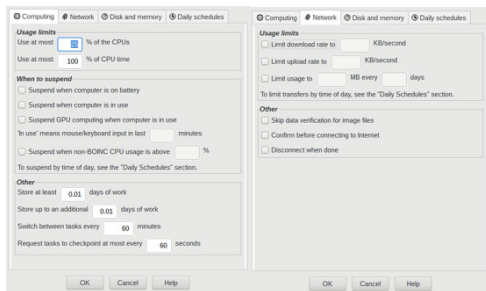 Computing Network Disk and memory Daily schedules
Usage limits
Use at most % of the CPUs
Use at most 100 % of CPU time
When to suspend
Suspend when computer is on battery
Suspend when computer is in use
Suspend GPU computing when computer is in use
'In use' means mouse/keyboard input in last minutes
Suspend when non-BOINC CPU usage is above %
To suspend by time of day, see the "Daily Schedules" section.
Other
Store at least 0.01 days of work
Store up to an additional 0.01 days of work
Switch between tasks every 60 minutes
Request tasks to checkpoint at most every 60 seconds
OK Cancel Help
Computing Network Disk and memory Daily schedules
Usage limits
Limit download rate to KB/second
Limit upload rate to KB/second
Limit usage to MB every days
To limit transfers by time of day, see the "Daily Schedules" section.
Other
Skip data verification for image files
Confirm before connecting to Internet
Disconnect when done
OK Cancel Help